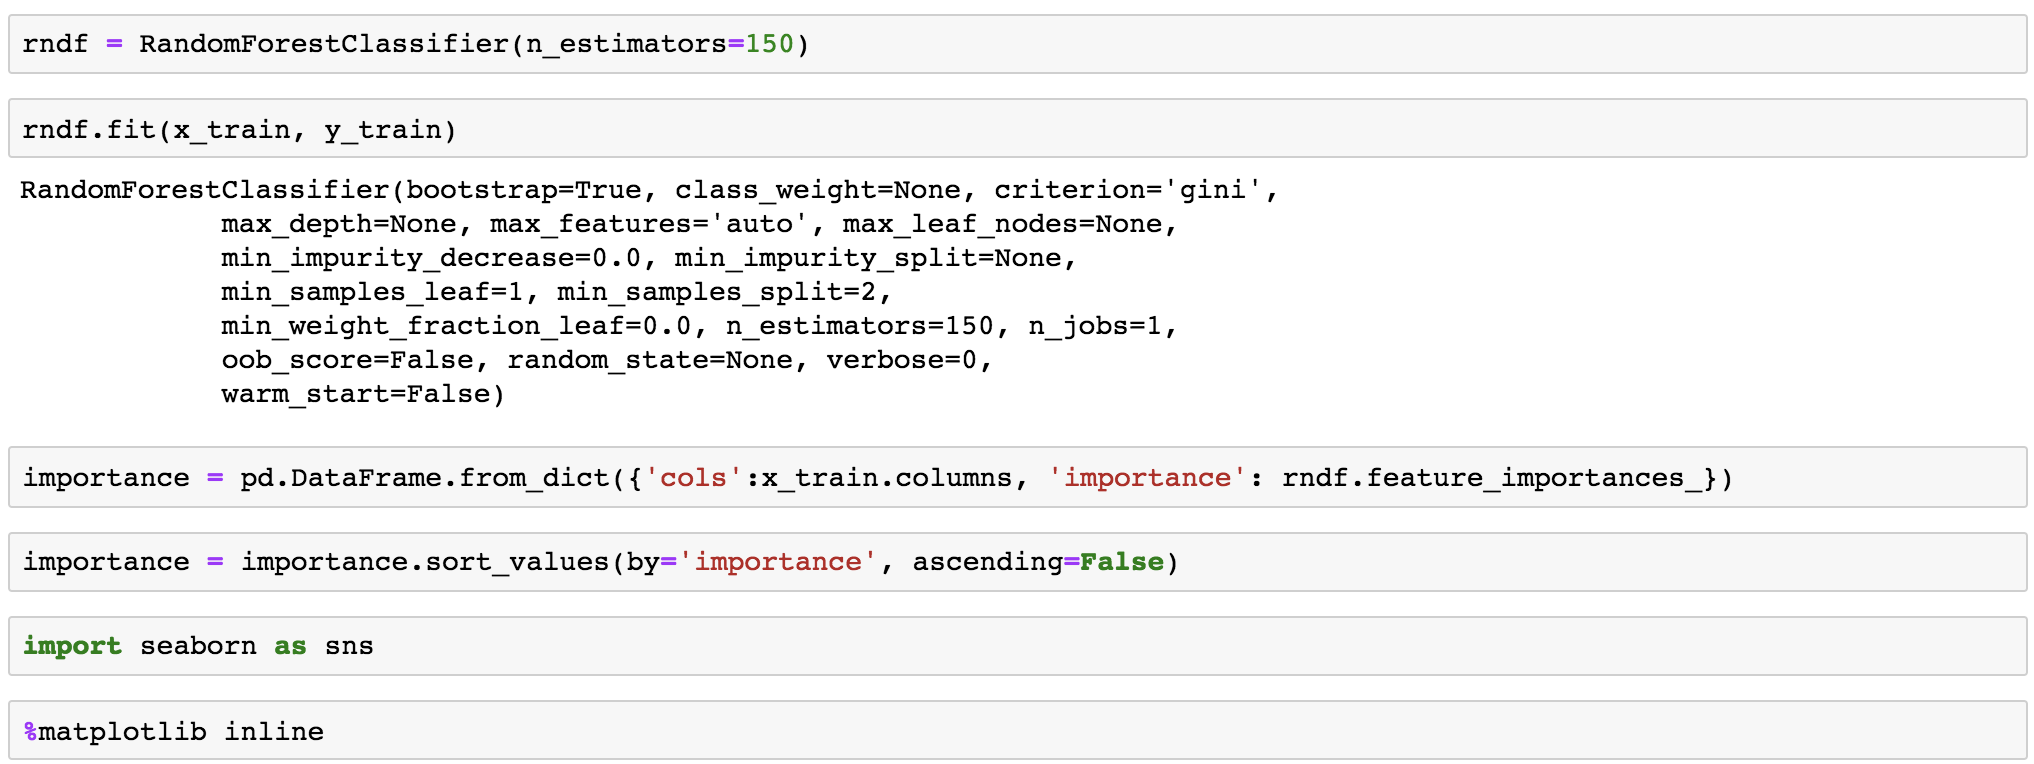 rndf = RandomForestClassifier(n_estimators=150)
rndf.fit(x_train, y_train)
RandomForestClassifier(bootstrap=True, class_weight=None, criterion='gini',
            max_depth=None, max_features='auto', max_leaf_nodes=None,
            min_impurity_decrease=0.0, min_impurity_split=None,
            min_samples_leaf=1, min_samples_split=2,
            min_weight_fraction_leaf=0.0, n_estimators=150, n_jobs=1,
            oob_score=False, random_state=None, verbose=0,
            warm_start=False)
importance = pd.DataFrame.from_dict({'cols':x_train.columns, 'importance': rndf.feature_importances_})
importance = importance.sort_values(by='importance', ascending=False)
import seaborn as sns
%matplotlib inline